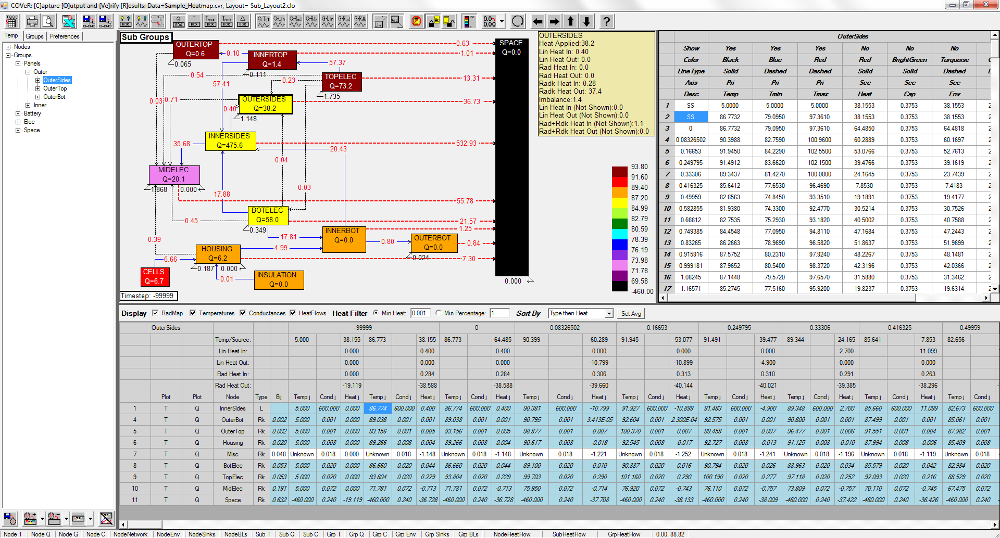 COVeR: [C]apture [O]utput and [Ve]rify [R]esults: Data=Sample_Heatmap.cvr, Layout= Sub_Layout2.clo
Temp Groups Preferences
Nodes
Groups
Panels
Outer
OuterSides
OuterTop
OuterBot
Inner
Battery
Elec
Space
Sub Groups
OUTERTOP
Q=0.6
0.065
0.10
INNERTOP
Q=1.4
0.111
0.63
1.01
57.37
0.54
57.41
0.23
TOPELEC
Q=73.2
1.735
13.31
0.03
0.71
OUTERSIDES
Q=38.2
0.40
1.148
36.73
INNERSIDES
Q=475.6
35.68
532.93
20.43
0.04
MIDELEC
Q=20.1
1.868
0.000
0.03
17.88
55.78
BOTELEC
Q=58.0
0.349
0.45
21.57
1.25
17.81
INNERBOT
Q=0.0
0.80
OUTERBOT
Q=0.0
0.024
0.84
0.39
HOUSING
Q=6.2
4.99
7.30
6.66
0.187
0.000
CELLS
Q=6.7
0.01
INSULATION
Q=0.0
SPACE
Q=0.0
0.000
Timestep: -99999
OUTERSIDES
Heat Applied:38.2
Lin Heat In: 0.40
Lin Heat Out: 0.0
Rad Heat In: 0.0
Rad Heat Out: 0.0
Radk Heat In: 0.28
Radk Heat Out: 37.4
Imbalance:1.4
Lin Heat In (Not Shown):0.0
Lin Heat Out (Not Shown):0.0
Rad+Rdk Heat In (Not Shown):1.1
Rad+Rdk Heat Out (Not Shown):0.0
93.80
91.60
89.40
87.20
84.99
82.79
80.59
78.39
76.19
73.98
71.78
69.58
-460.00
OuterSides
Show Yes Yes Yes No No No
Color Black Blue Red Red BrightGreen Turquoise
LineType Solid Dashed Dashed Solid Solid Dashed
Axis Pri Pri Pri Sec Sec Sec
Desc Temp Tmin Tmax Heat Cap Env
1 SS 5.0000 5.0000 5.0000 38.1553 0.3753 38.1553
2 SS 86.7732 79.0950 97.3610 38.1553 0.3753 38.1553
3 0 86.7732 79.0950 97.3610 64.4850 0.3753 64.4818
4 0.08326502 90.3988 82.7590 100.9600 60.2889 0.3753 60.1697
5 0.16653 91.9450 84.2290 102.5500 53.0766 0.3753 52.7613
6 0.249795 91.4912 83.6620 102.1500 39.4766 0.3753 39.1619
7 0.33306 89.3437 81.4270 100.0800 24.1645 0.3753 23.7439
8 0.416325 85.6412 77.6530 96.4690 7.8530 0.3753 7.4183
9 0.49959 82.6563 74.8450 93.3510 19.1891 0.3753 19.4177
10 0.582855 81.9380 74.3300 92.4770 30.5214 0.3753 30.7526
11 0.66612 82.7535 75.2930 93.1820 40.5002 0.3753 40.7588
12 0.749385 84.4548 77.0950 94.8110 47.1684 0.3753 47.2443
13 0.83265 86.2663 78.9690 96.5820 51.8637 0.3753 51.9699
14 0.915916 87.5752 80.2310 97.9240 48.2267 0.3753 48.1481
15 0.999181 87.9652 80.5400 98.3720 42.3196 0.3753 42.0366
16 1.08245 87.1448 79.5720 97.6570 31.5880 0.3753 31.3462
17 1.16571 85.2745 77.5160 95.9200 19.8237 0.3753 19.6314
Display RadMap Temperatures Conductances HeatFlows Heat Filter Min Heat: 0.001 Min Percentage: 1 Sort By Type then Heat Set Avg
OuterSides -99999 0 0.08326502 0.16653 0.249795 0.33306 0.416325 0.49959
Temp/Source: 5.000 38.155 86.773 38.155 86.773 64.485 90.399 60.289 91.945 53.077 91.491 39.477 89.344 24.165 85.641 7.853 82.656
Lin Heat In: 0.000 0.400 0.400 0.000 0.000 0.000 2.700 11.099
Lin Heat Out: 0.000 0.000 0.000 -10.799 -10.899 -4.900 0.000 0.000
Rad Heat In: 0.000 0.284 0.284 0.306 0.313 0.310 0.291 0.263
Rad Heat Out: -19.119 -38.588 -38.588 -39.660 -40.144 -40.021 -39.385 -38.296
Plot Plot Node Type Bij Temp j Cond j Heat j Temp j Cond j Heat j Temp j Cond j Heat j Temp j Cond j Heat j Temp j Cond j Heat j Temp j Cond j Heat j Temp j Cond j Heat j Temp j Cond j Heat j Temp j Cond j
1 T Q InnerSides L 5.000 600.000 0.000 86.774 600.000 0.400 86.774 600.000 0.400 90.381 600.000 -10.799 91.927 600.000 -10.899 91.483 600.000 -4.900 89.348 600.000 2.700 85.660 600.000 11.099 82.673 600.000
4 T Q OuterBot Rk 0.002 5.000 0.001 0.000 89.038 0.001 0.001 89.038 0.001 0.001 90.795 0.001 3.413E-05 92.604 0.001 2.300E-04 92.575 0.001 0.001 90.800 0.001 0.001 87.499 0.001 0.001 85.061 0.001
5 T Q OuterTop Rk 0.002 5.000 0.001 0.000 93.156 0.001 0.005 93.156 0.001 0.005 98.877 0.001 0.007 100.370 0.001 0.007 99.458 0.001 0.007 96.477 0.001 0.006 91.551 0.001 0.004 87.982 0.001
6 T Q Housing Rk 0.020 5.000 0.008 0.000 89.266 0.008 0.004 89.266 0.008 0.004 90.617 0.008 -0.018 92.545 0.008 -0.017 92.727 0.008 -0.013 91.125 0.008 -0.010 87.994 0.008 -0.006 85.409 0.008
7 T Q Misc Rk 0.048 Unknown 0.018 0.000 Unknown 0.018 -1.148 Unknown 0.018 -1.148 Unknown 0.018 -1.221 Unknown 0.018 -1.252 Unknown 0.018 -1.241 Unknown 0.018 -1.196 Unknown 0.018 -1.119 Unknown 0.018
8 T Q BotElec Rk 0.053 5.000 0.020 0.000 86.660 0.020 0.044 86.660 0.020 0.044 89.100 0.020 0.010 90.887 0.020 0.016 90.794 0.020 0.026 88.963 0.020 0.034 85.579 0.020 0.042 82.984 0.020
9 T Q TopElec Rk 0.053 5.000 0.020 0.000 93.804 0.020 0.229 93.804 0.020 0.229 99.703 0.020 0.290 101.160 0.020 0.290 100.190 0.020 0.277 97.118 0.020 0.252 92.093 0.020 0.216 88.529 0.020
10 T Q MidElec Rk 0.191 5.000 0.072 0.000 71.781 0.072 -0.713 71.781 0.072 -0.713 75.950 0.072 -0.714 76.920 0.072 -0.743 76.110 0.072 -0.757 73.809 0.072 -0.757 70.110 0.072 -0.745 67.475 0.072
11 T Q Space Rk 0.632 -460.000 0.240 -19.119 -460.000 0.240 -36.728 -460.000 0.240 -36.728 -460.000 0.240 -37.708 -460.000 0.240 -38.133 -460.000 0.240 -38.009 -460.000 0.240 -37.422 -460.000 0.240 -36.426 -460.000 0.240
Node T Node Q Node G Node C NodeNetwork NodeEnv NodeSinks NodeBLs Sub T Sub Q Sub C Grp T Grp Q Grp C Grp Env Grp Sinks Grp BLs NodeHeatFlow SubHeatFlow GrpHeatFlow 0.00, 88.82